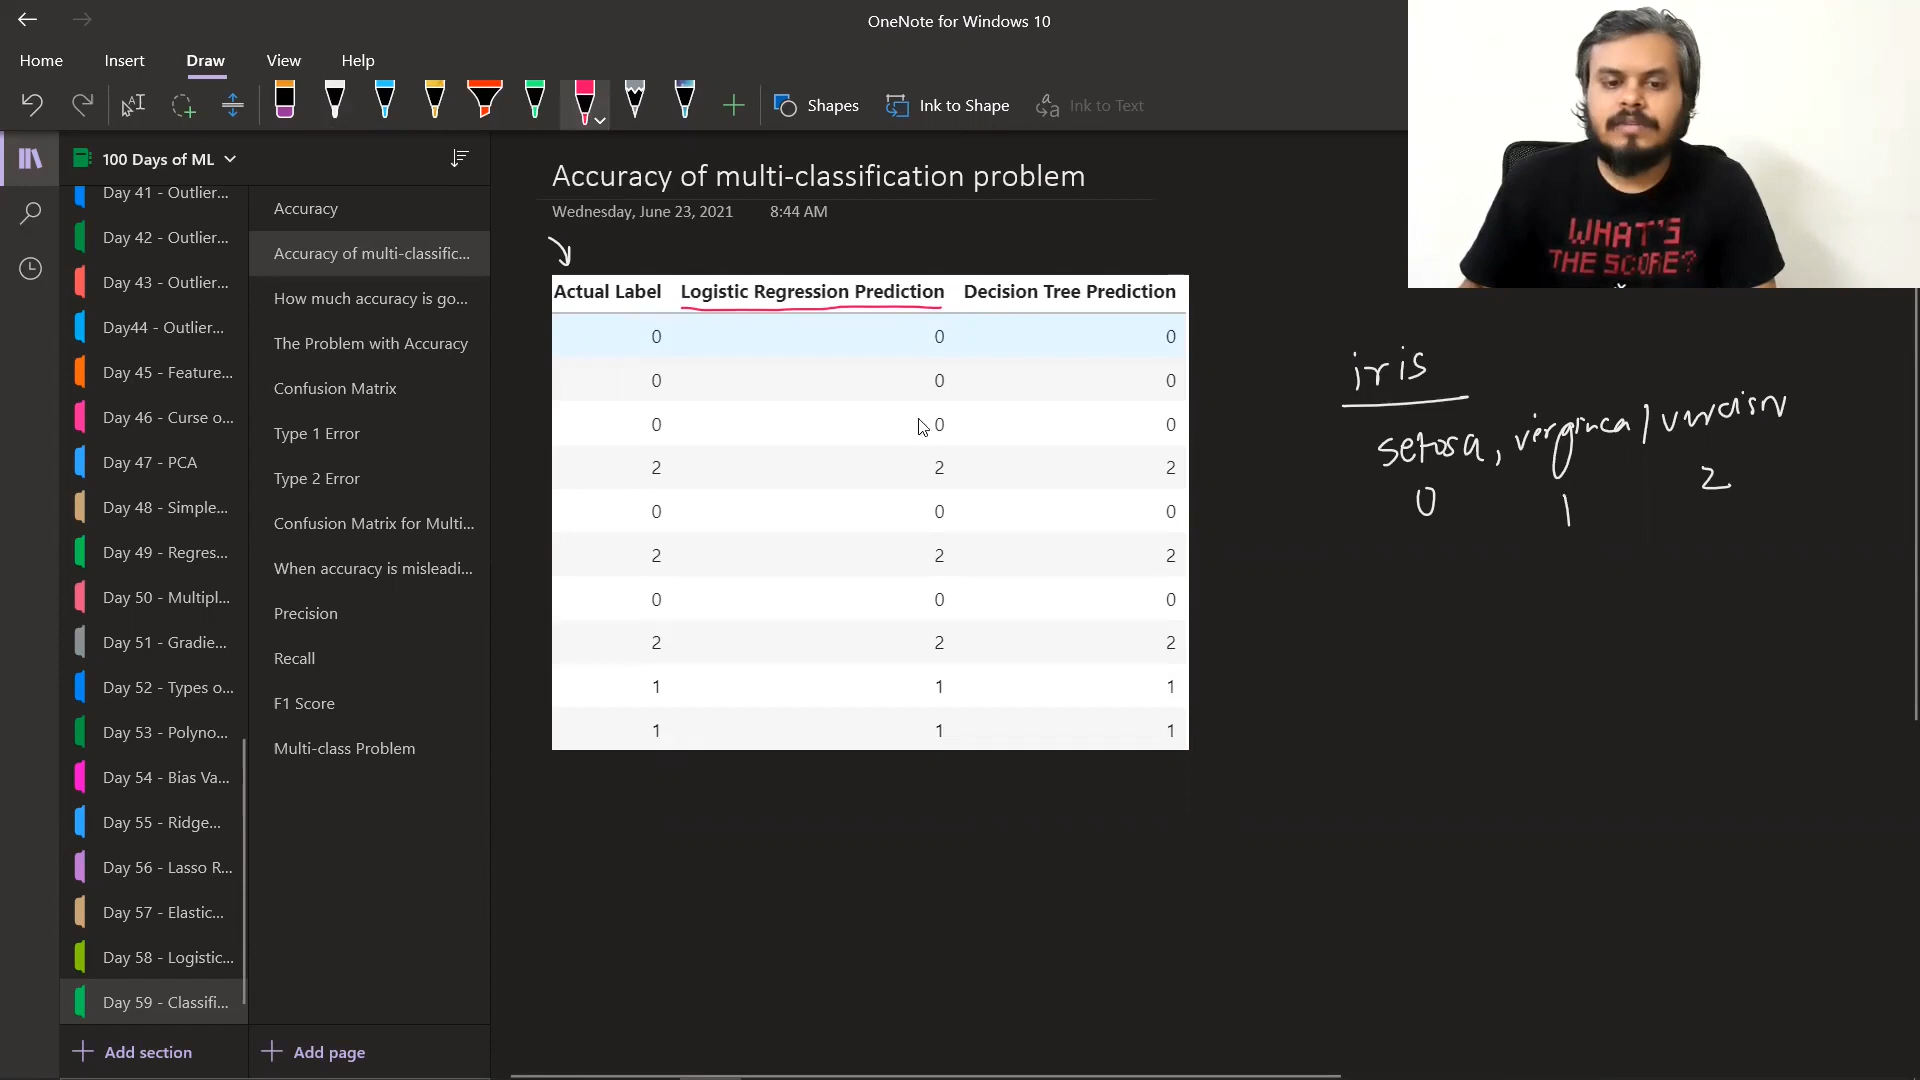 OneNote for Windows 10
Home Insert Draw View Help
Shapes Ink to Shape Ink to Text
100 Days of ML
Day 41 - Outlier...
Day 42 - Outlier...
Day 43 - Outlier...
Day44 - Outlier...
Day 45 - Feature...
Day 46 - Curse o...
Day 47 - PCA
Day 48 - Simple...
Day 49 - Regres...
Day 50 - Multipl...
Day 51 - Gradie...
Day 52 - Types o...
Day 53 - Polyno...
Day 54 - Bias Va...
Day 55 - Ridge...
Day 56 - Lasso R...
Day 57 - Elastic...
Day 58 - Logistic...
Day 59 - Classifi...
Add section
Accuracy
Accuracy of multi-classific...
How much accuracy is go...
The Problem with Accuracy
Confusion Matrix
Type 1 Error
Type 2 Error
Confusion Matrix for Multi...
When accuracy is misleadi...
Precision
Recall
F1 Score
Multi-class Problem
Add page
Accuracy of multi-classification problem
Wednesday, June 23, 2021 8:44 AM
Actual Label Logistic Regression Prediction Decision Tree Prediction
0 0 0
0 0 0
0 0 0
2 2 2
0 0 0
2 2 2
0 0 0
2 2 2
1 1 1
1 1 1
iris
setosa, verginca /
0 1 2
WHAT'S
THE SCORE?